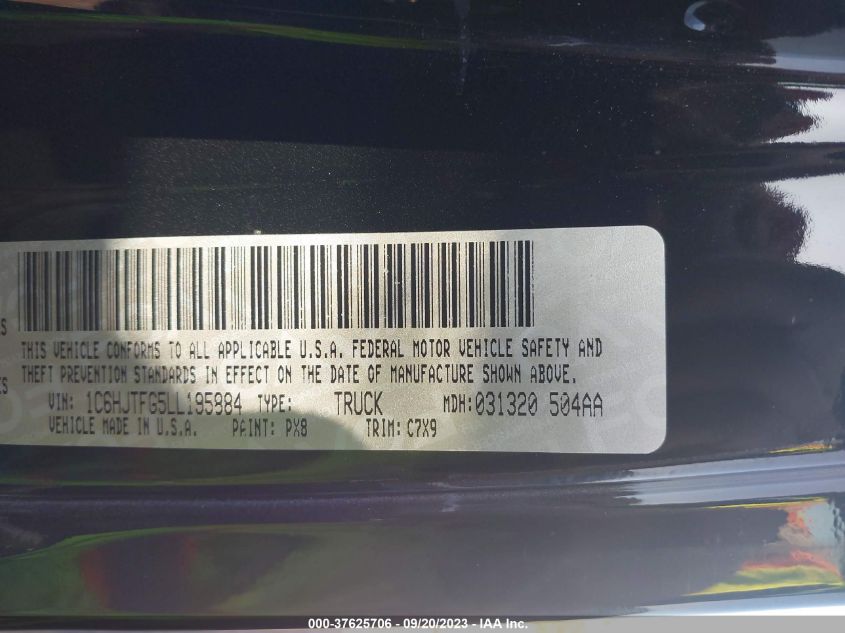 THIS VEHICLE CONFORMS TO ALL APPLICABLE U.S.A. FEDERAL MOTOR VEHICLE SAFETY AND
THEFT PREVENTION STANDARDS IN EFFECT ON THE DATE OF MANUFACTURE SHOWN ABOVE.
VIN: 1C6HJTFG5LL195884 TYPE: TRUCK MDH:031320 504AA
VEHICLE MADE IN U.S.A. PAINT: PX8 TRIM: C7X9
000-37625706 - 09/20/2023 - IAA Inc.